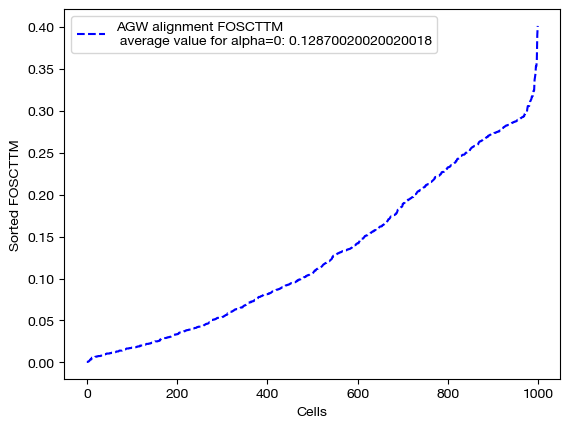 AGW alignment FOSCTTM
average value for alpha=0: 0.12870020020020018
0.40
0.35
0.30
0.25
0.20
0.15
0.10
0.05
0.00
Sorted FOSCTTM
0 200 400 600 800 1000
Cells